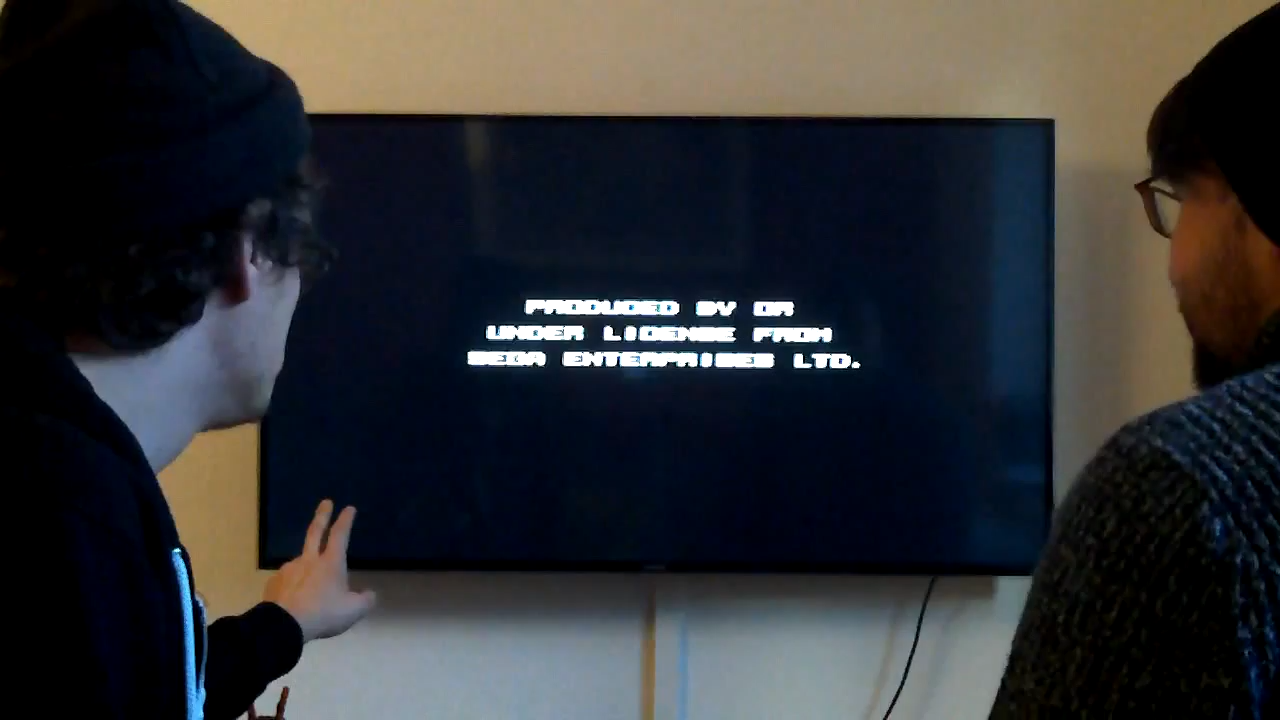 PRODUCED BY OR
UNDER LICENSE FROM
SEGA ENTERPRISES LTD.